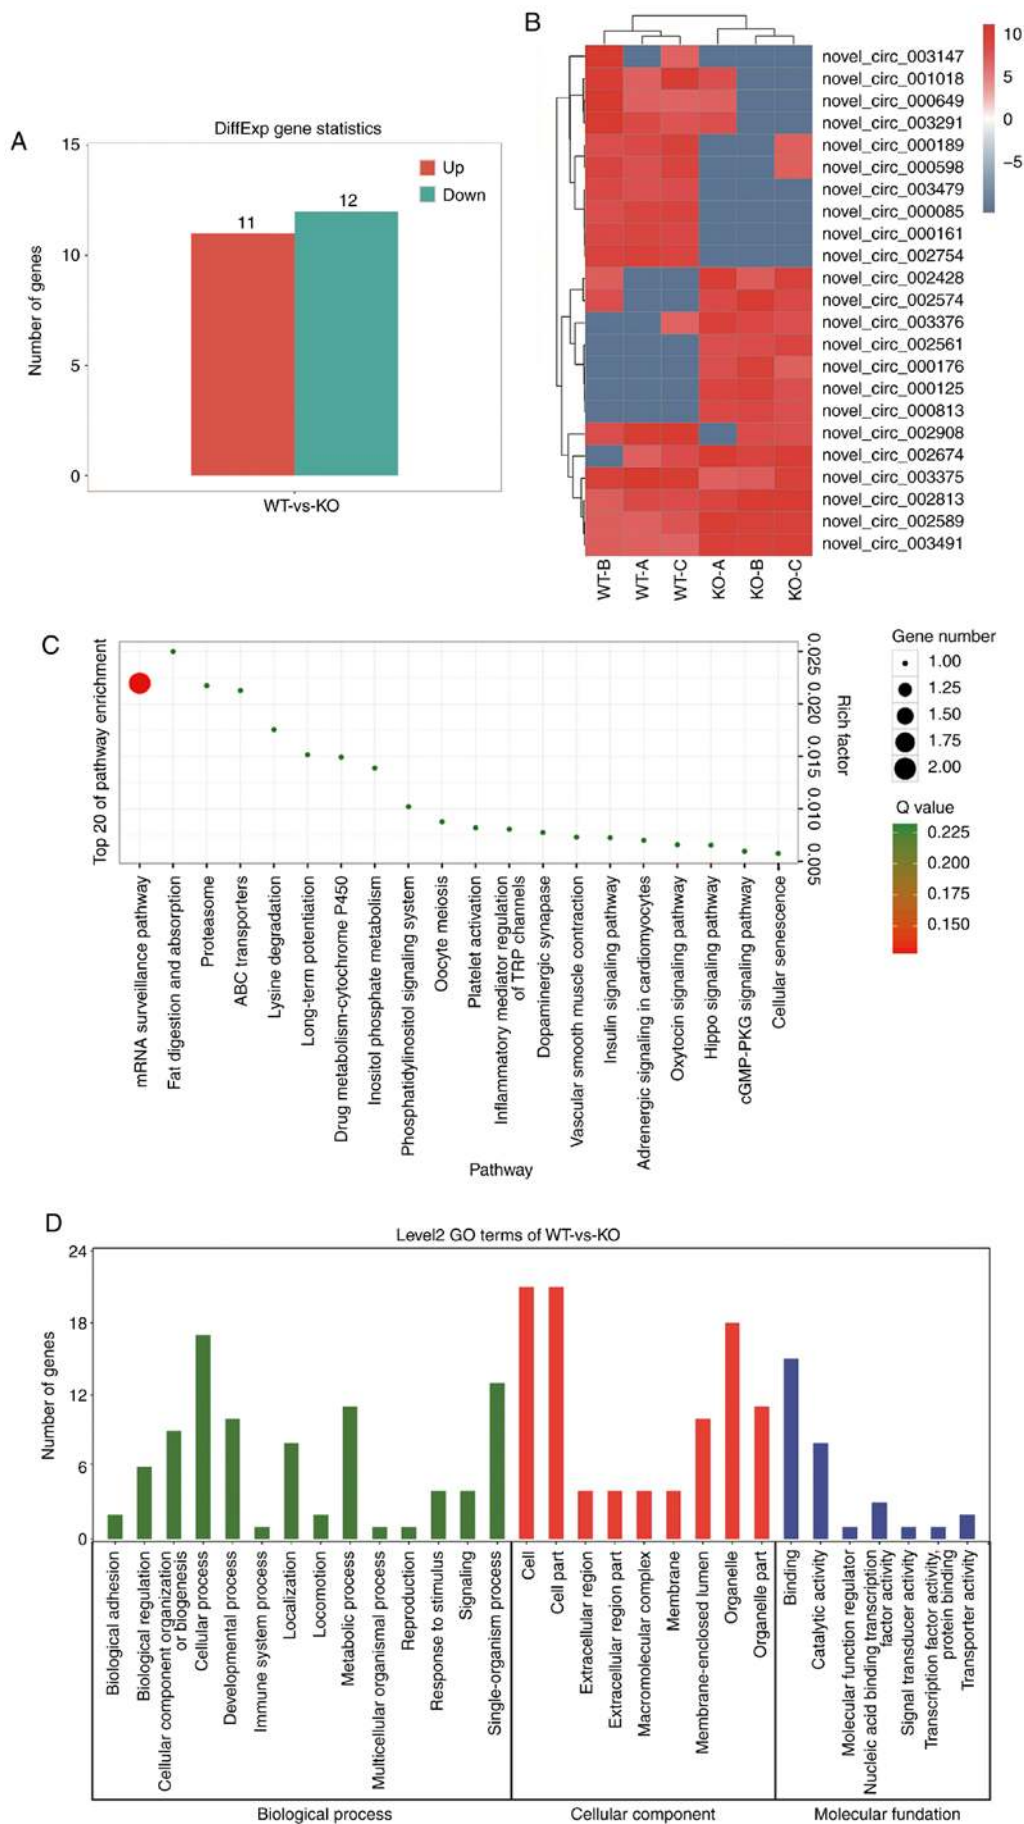 A
DiffExp gene statistics
15
10
5
0
Number of genes
Up
Down
11
12
WT-vs-KO
B
novel_circ_003147
novel_circ_001018
novel_circ_000649
novel_circ_003291
novel_circ_000189
novel_circ_000598
novel_circ_003479
novel_circ_000085
novel_circ_000161
novel_circ_002754
novel_circ_002428
novel_circ_002574
novel_circ_003376
novel_circ_002561
novel_circ_000176
novel_circ_000125
novel_circ_000813
novel_circ_002908
novel_circ_002674
novel_circ_003375
novel_circ_002813
novel_circ_002589
novel_circ_003491
WT-B
WT-A
WT-C
KO-A
KO-B
KO-C
10
5
0
−5
C
Top 20 of pathway enrichment
0.025
0.020
0.015
0.010
0.005
Rich factor
mRNA surveillance pathway
Fat digestion and absorption
Proteasome
ABC transporters
Lysine degradation
Long-term potentiation
Drug metabolism-cytochrome P450
Inositol phosphate metabolism
Phosphatidylinositol signaling system
Oocyte meiosis
Platelet activation
Inflammatory mediator regulation
of TRP channels
Dopaminergic synapase
Vascular smooth muscle contraction
Insulin signaling pathway
Adrenergic signaling in cardiomyocytes
Oxytocin signaling pathway
Hippo signaling pathway
cGMP-PKG signaling pathway
Cellular senescence
Pathway
Gene number
1.00
1.25
1.50
1.75
2.00
Q value
0.225
0.200
0.175
0.150
D
Level2 GO terms of WT-vs-KO
24
18
12
6
0
Number of genes
Biological adhesion
Biological regulation
Cellular component organization
or biogenesis
Cellular process
Developmental process
Immune system process
Localization
Locomotion
Metabolic process
Multicellular organismal process
Reproduction
Response to stimulus
Signaling
Single-organism process
Cell
Cell part
Extracellular region
Extracellular region part
Macromolecular complex
Membrane
Membrane-enclosed lumen
Organelle
Organelle part
Binding
Catalytic activity
Molecular function regulator
Nucleic acid binding transcription
factor activity
Signal transducer activity
Transcription factor activity,
protein binding
Transporter activity
Biological process
Cellular component
Molecular fundation